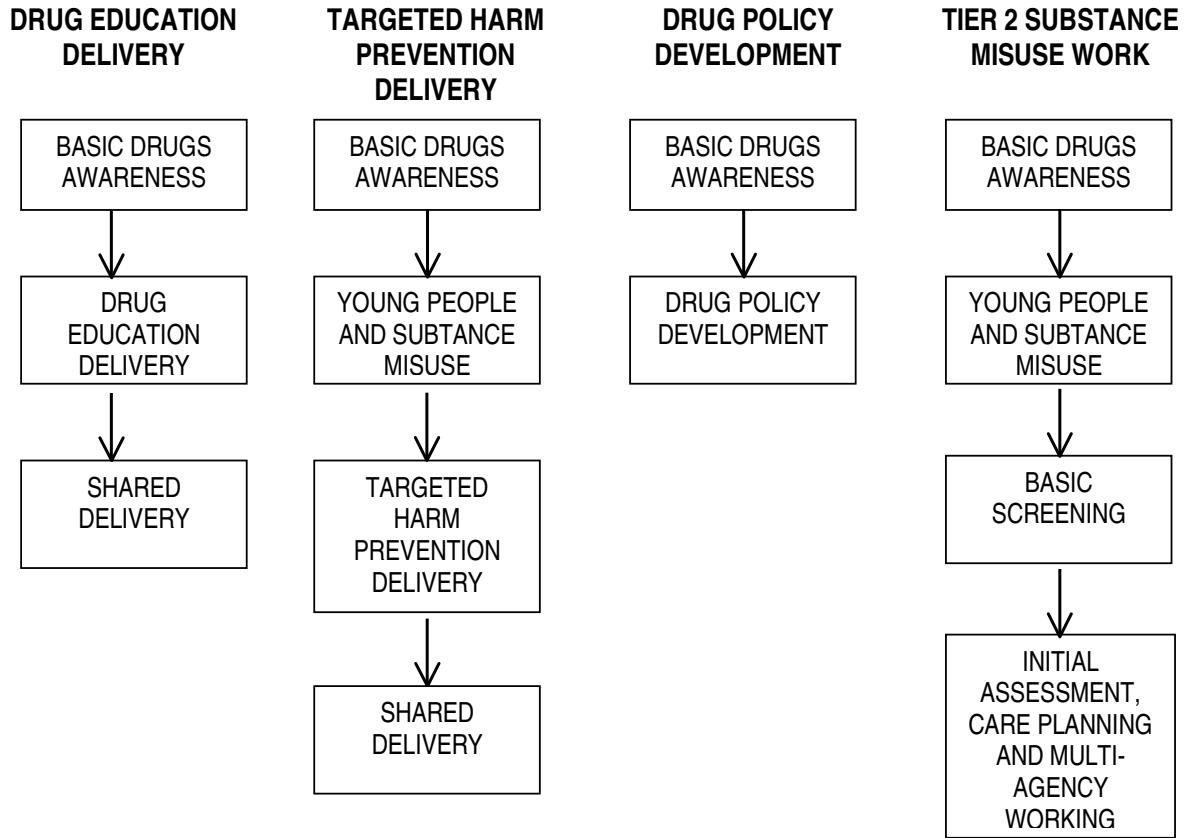 DRUG EDUCATION
DELIVERY
TARGETED HARM
PREVENTION
DELIVERY
DRUG POLICY
DEVELOPMENT
TIER 2 SUBSTANCE
MISUSE WORK
BASIC DRUGS
AWARENESS
DRUG
EDUCATION
DELIVERY
SHARED
DELIVERY
BASIC DRUGS
AWARENESS
YOUNG PEOPLE
AND SUBTANCE
MISUSE
TARGETED
HARM
PREVENTION
DELIVERY
SHARED
DELIVERY
BASIC DRUGS
AWARENESS
DRUG POLICY
DEVELOPMENT
BASIC DRUGS
AWARENESS
YOUNG PEOPLE
AND SUBTANCE
MISUSE
BASIC
SCREENING
INITIAL
ASSESSMENT,
CARE PLANNING
AND MULTI-
AGENCY
WORKING